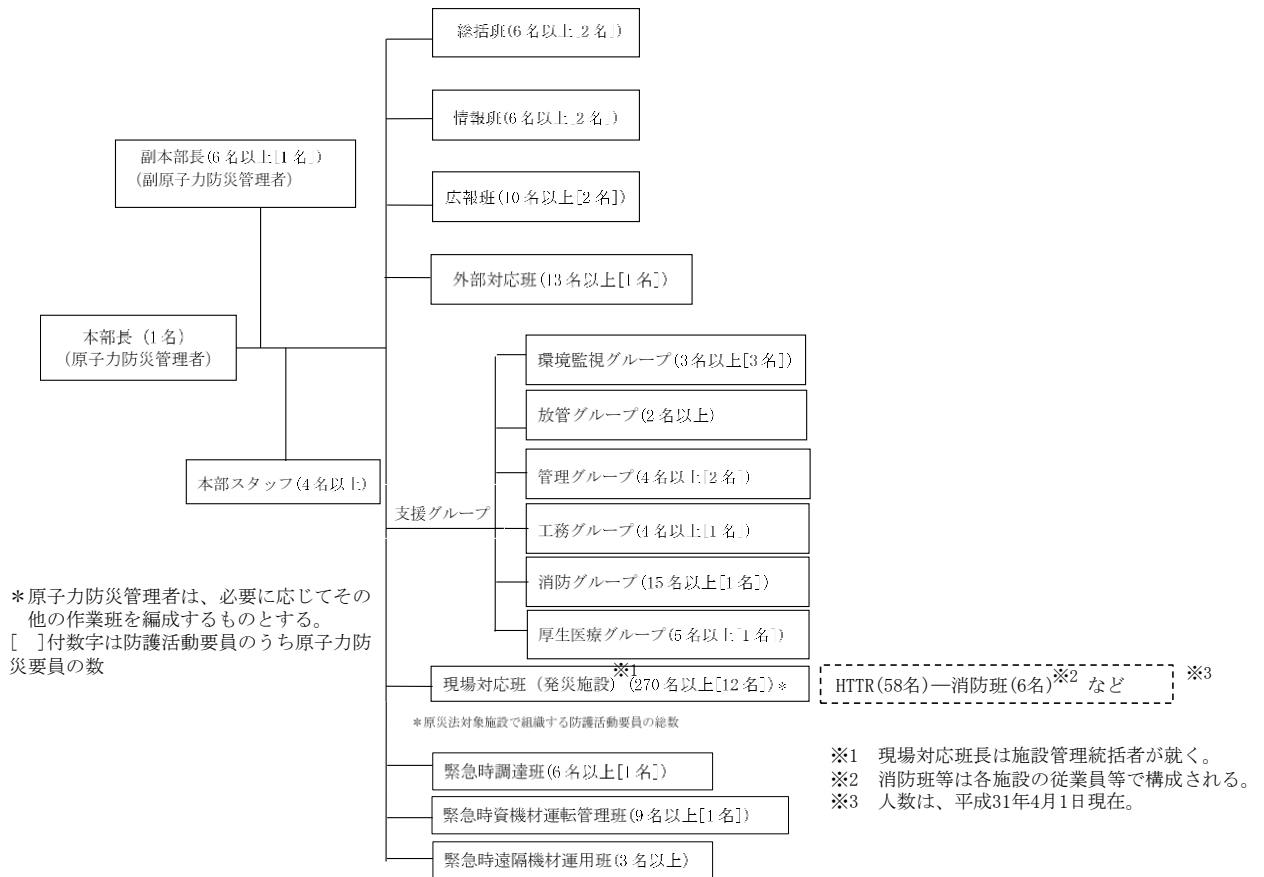 総括班(6名以上[2名])
情報班(6名以上[2名])
副本部長(6名以上[1名])
(副原子力防災管理者)
広報班(10名以上[2名])
外部対応班(13名以上[1名])
本部長（1名）
(原子力防災管理者)
環境監視グループ(3名以上[3名])
放管グループ(2名以上)
管理グループ(4名以上[2名])
本部スタッフ(4名以上)
支援グループ
工務グループ(4名以上[1名])
消防グループ(15名以上[1名])
厚生医療グループ(5名以上[1名])
＊原子力防災管理者は、必要に応じてその
他の作業班を編成するものとする。
[　]付数字は防護活動要員のうち原子力防
災要員の数
現場対応班（発災施設）※1(270名以上[12名])*
HTTR(58名)―消防班(6名)※2 など
※3
*原災法対象施設で組織する防護活動要員の総数
緊急時調達班(6名以上[1名])
緊急時資機材運転管理班(9名以上[1名])
緊急時遠隔機材運用班(3名以上)
※1　現場対応班長は施設管理統括者が就く。
※2　消防班等は各施設の従業員等で構成される。
※3　人数は、平成31年4月1日現在。